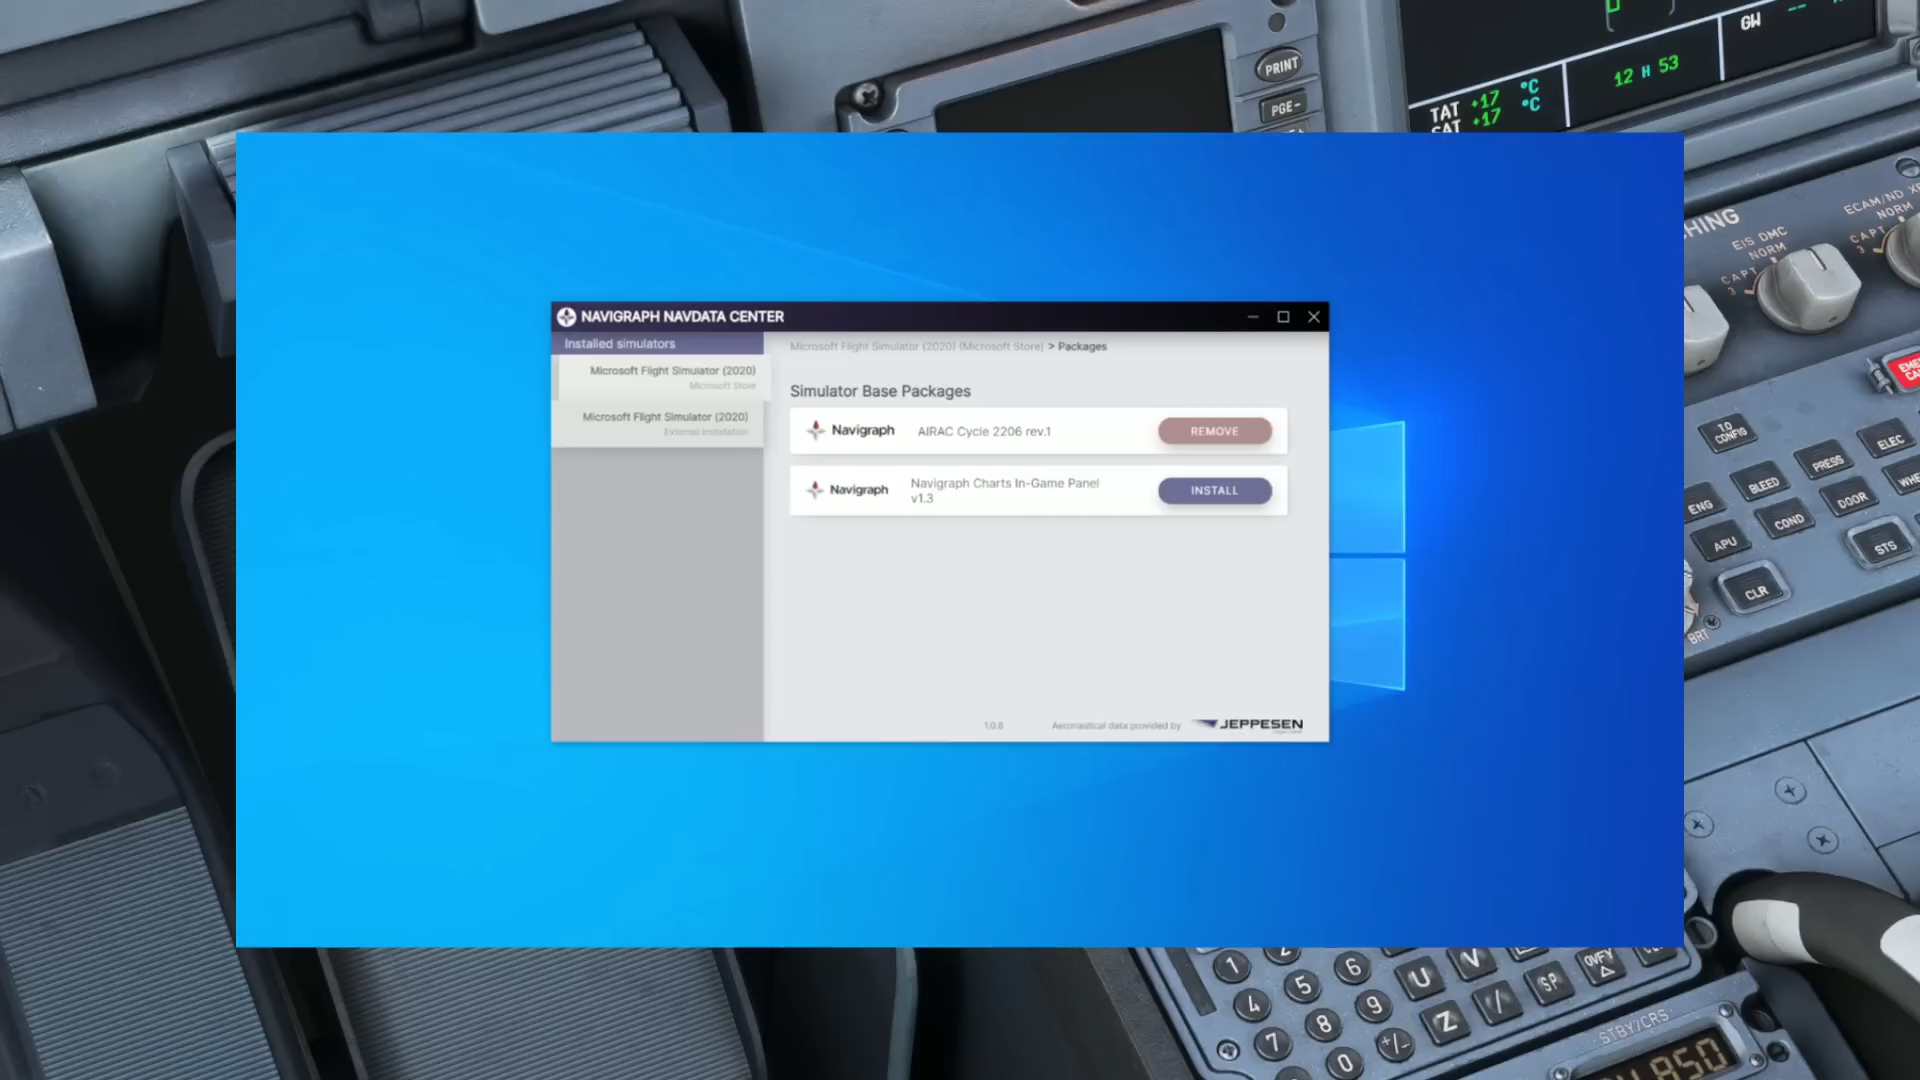 PRINT
PGE-
TAT +17 °C
SAT +17 °C
12 H 53
GW
NAVIGRAPH NAVDATA CENTER
Installed simulators
Microsoft Flight Simulator (2020)
Microsoft Store
Microsoft Flight Simulator (2020)
External Installation
Microsoft Flight Simulator (2020) (Microsoft Store) > Packages
Simulator Base Packages
Navigraph
AIRAC Cycle 2206 rev.1
REMOVE
Navigraph
Navigraph Charts In-Game Panel
v1.3
INSTALL
1.0.8
Aeronautical data provided by
JEPPESEN
EIS DMC
NORM
CAPT
3
ECAM/ND
NORM
CAPT
3
T.O
CONFIG
ENG
BLEED
PRESS
ELEC
APU
COND
DOOR
CLR
STS
BRT
1
2
4
5
6
7
8
9
0
+/-
U
V
Z
/
SP
OVFY
Δ
STBY/CRS